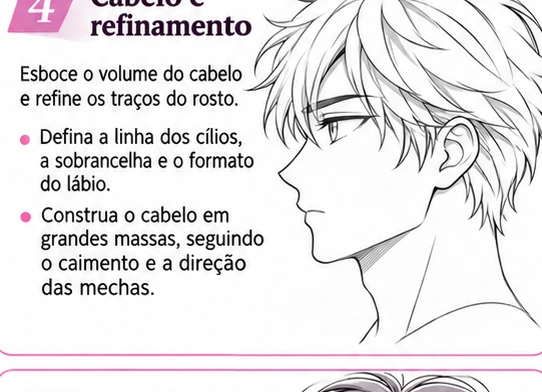 4
Cabelo e
refinamento
Esboce o volume do cabelo
e refine os traços do rosto.
Defina a linha dos cílios,
a sobrancelha e o formato
do lábio.
Construa o cabelo em
grandes massas, seguindo
o caimento e a direção
das mechas.